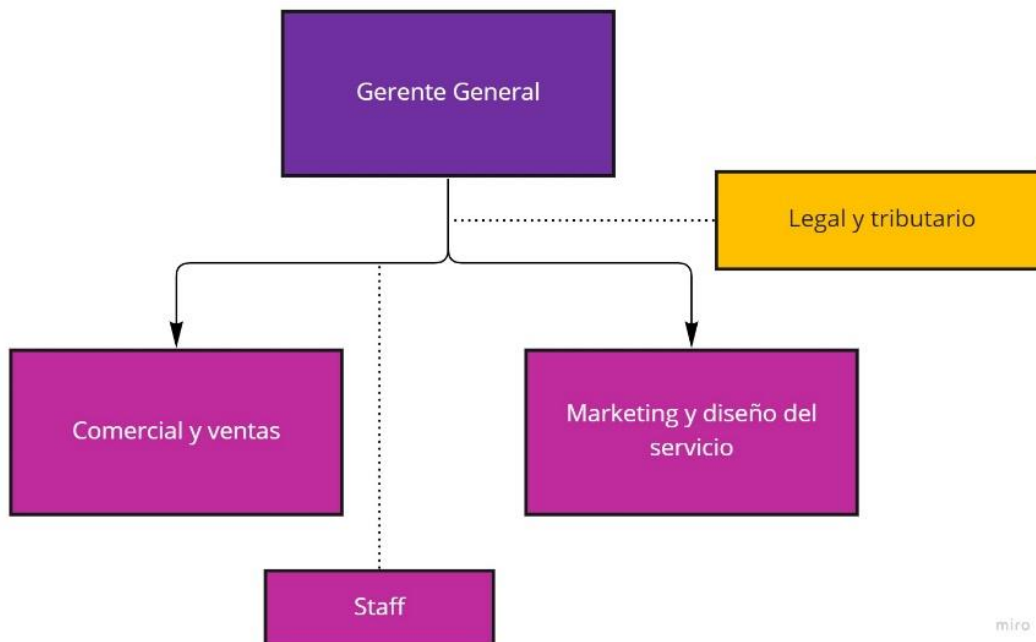 Gerente General
Legal y tributario
Comercial y ventas
Marketing y diseño del
servicio
Staff
miro